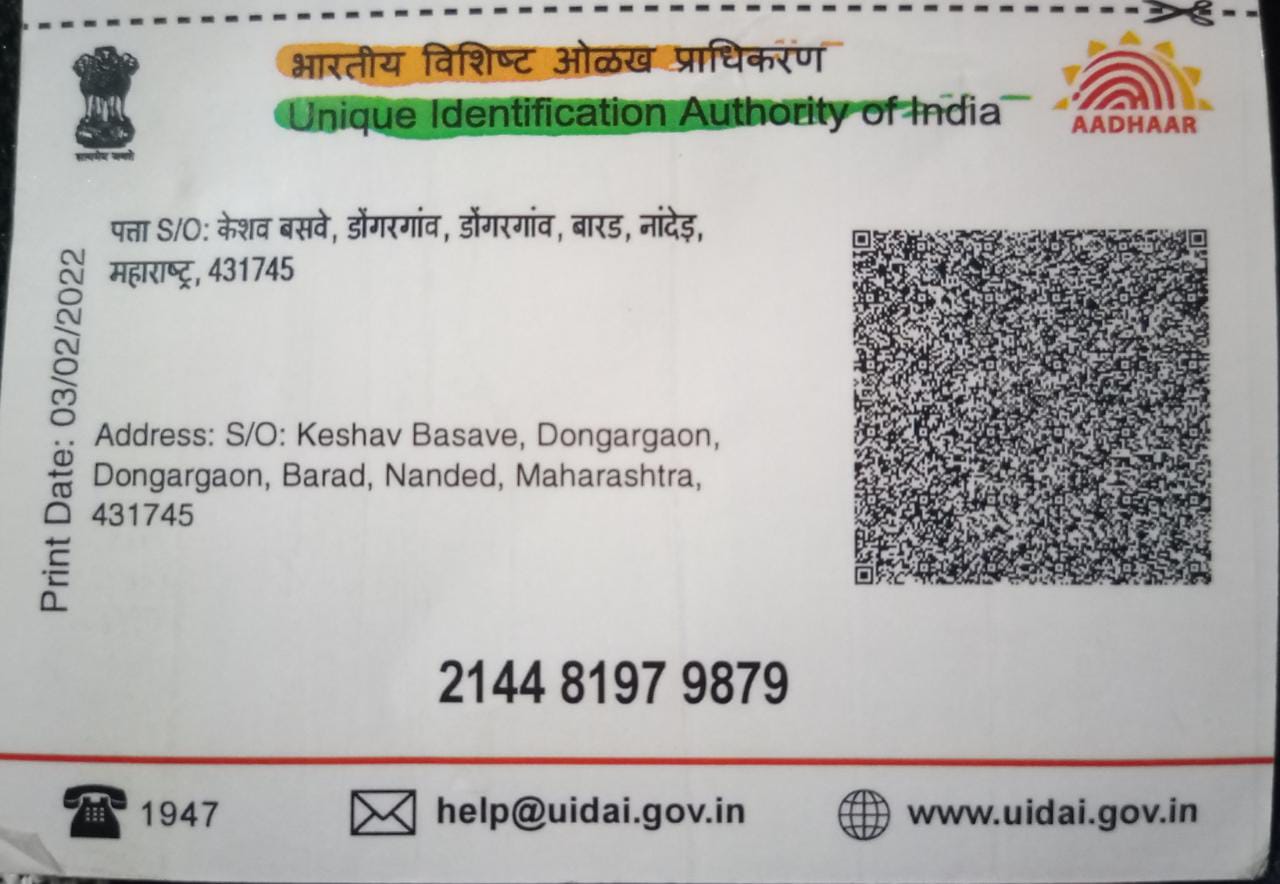 भारतीय विशिष्ट ओळख प्राधिकरण
Unique Identification Authority of India
AADHAAR
सत्यमेव जयते
पत्ता S/O: केशव बसवे, डोंगरगांव, डोंगरगांव, बारड, नांदेड़,
महाराष्ट्र, 431745
Print Date: 03/02/2022
Address: S/O: Keshav Basave, Dongargaon,
Dongargaon, Barad, Nanded, Maharashtra,
431745
2144 8197 9879
1947
help@uidai.gov.in
www.uidai.gov.in